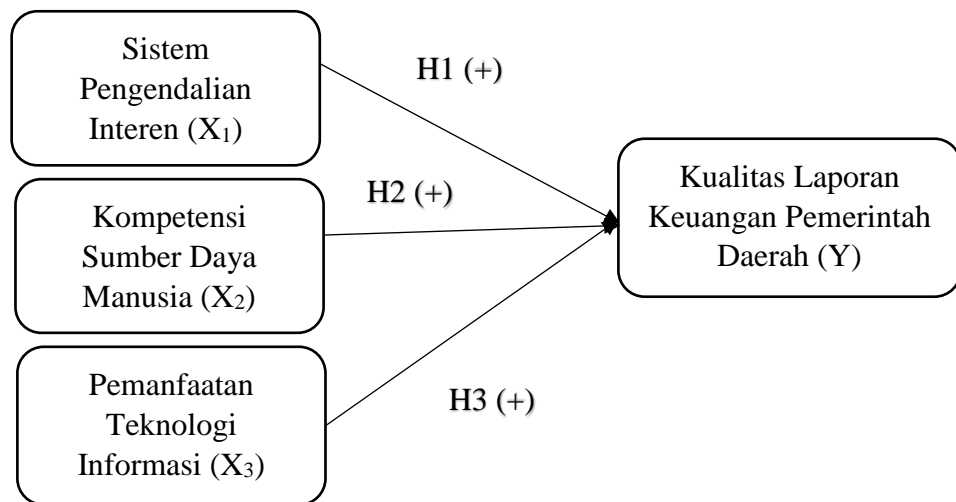 Sistem
Pengendalian
Interen (X₁)
H1 (+)
Kompetensi
Sumber Daya
Manusia (X₂)
H2 (+)
Pemanfaatan
Teknologi
Informasi (X₃)
H3 (+)
Kualitas Laporan
Keuangan Pemerintah
Daerah (Y)